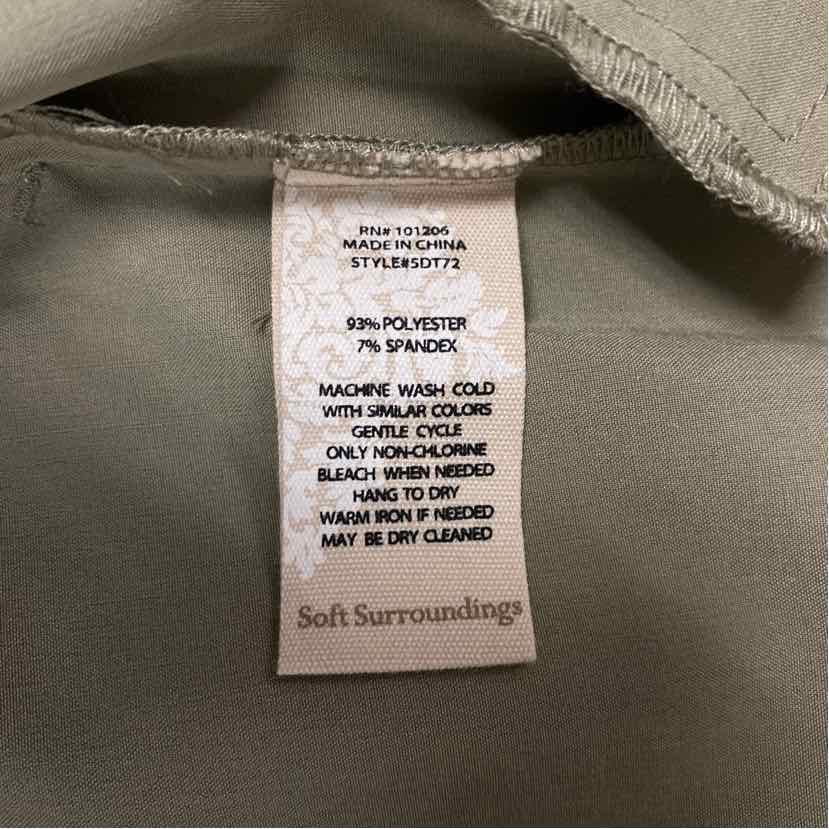 RN# 101206
MADE IN CHINA
STYLE#5DT72
93% POLYESTER
7% SPANDEX
MACHINE WASH COLD
WITH SIMILAR COLORS
GENTLE CYCLE
ONLY NON-CHLORINE
BLEACH WHEN NEEDED
HANG TO DRY
WARM IRON IF NEEDED
MAY BE DRY CLEANED
Soft Surroundings